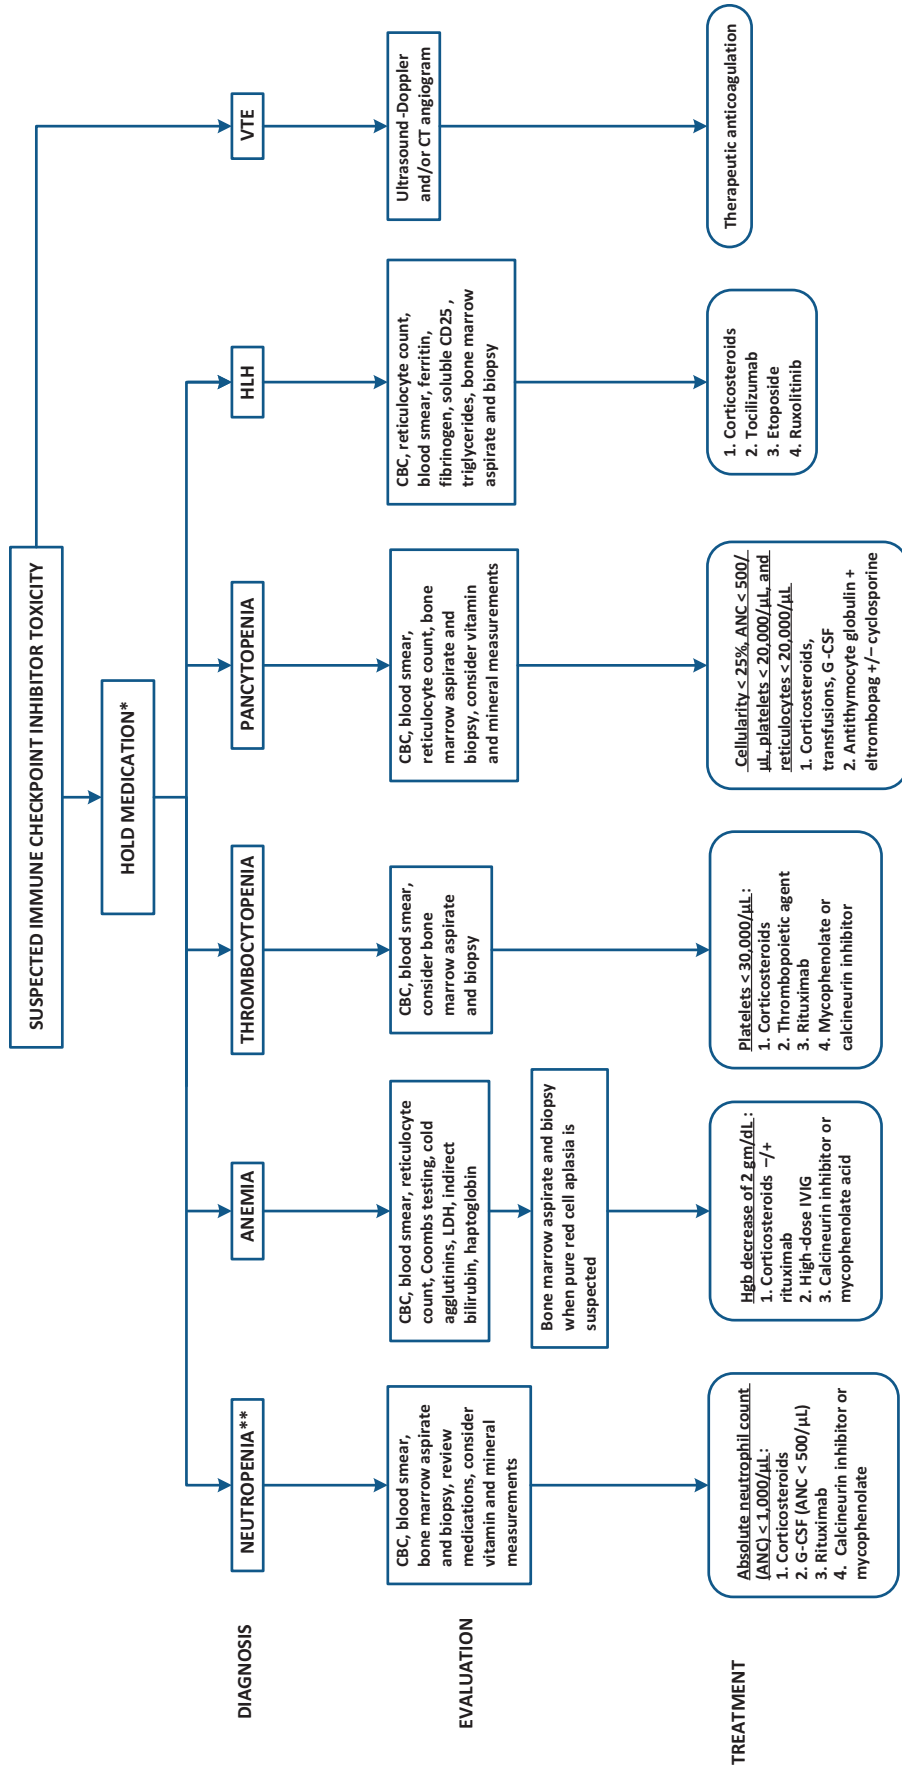 SUSPECTED IMMUNE CHECKPOINT INHIBITOR TOXICITY
HOLD MEDICATION*
DIAGNOSIS
NEUTROPENIA**
ANEMIA
THROMBOCYTOPENIA
PANCYTOPENIA
HLH
VTE
EVALUATION
CBC, blood smear,
bone marrow aspirate
and biopsy, review
medications, consider
vitamin and mineral
measurements
CBC, blood smear, reticulocyte
count, Coombs testing, cold
agglutinins, LDH, indirect
bilirubin, haptoglobin
Bone marrow aspirate and biopsy
when pure red cell aplasia is
suspected
CBC, blood smear,
consider bone
marrow aspirate
and biopsy
CBC, blood smear,
reticulocyte count, bone
marrow aspirate and
biopsy, consider vitamin
and mineral measurements
CBC, reticulocyte count,
blood smear, ferritin,
fibrinogen, soluble CD25 ,
triglycerides, bone marrow
aspirate and biopsy
Ultrasound -Doppler
and/or CT angiogram
TREATMENT
Absolute neutrophil count
(ANC) < 1,000/µL:
1. Corticosteroids
2. G-CSF (ANC < 500/µL)
3. Rituximab
4. Calcineurin inhibitor or
mycophenolate
Hgb decrease of 2 gm/dL :
1. Corticosteroids −/+
rituximab
2. High-dose IVIG
3. Calcineurin inhibitor or
mycophenolate acid
Platelets < 30,000/µL :
1. Corticosteroids
2. Thrombopoietic agent
3. Rituximab
4. Mycophenolate or
calcineurin inhibitor
Cellularity < 25%, ANC < 500/
µL, platelets < 20,000/µL, and
reticulocytes < 20,000/µL
1. Corticosteroids,
transfusions, G -CSF
2. Antithymocyte globulin +
eltrombopag +/− cyclosporine
1. Corticosteroids
2. Tocilizumab
3. Etoposide
4. Ruxolitinib
Therapeutic anticoagulation